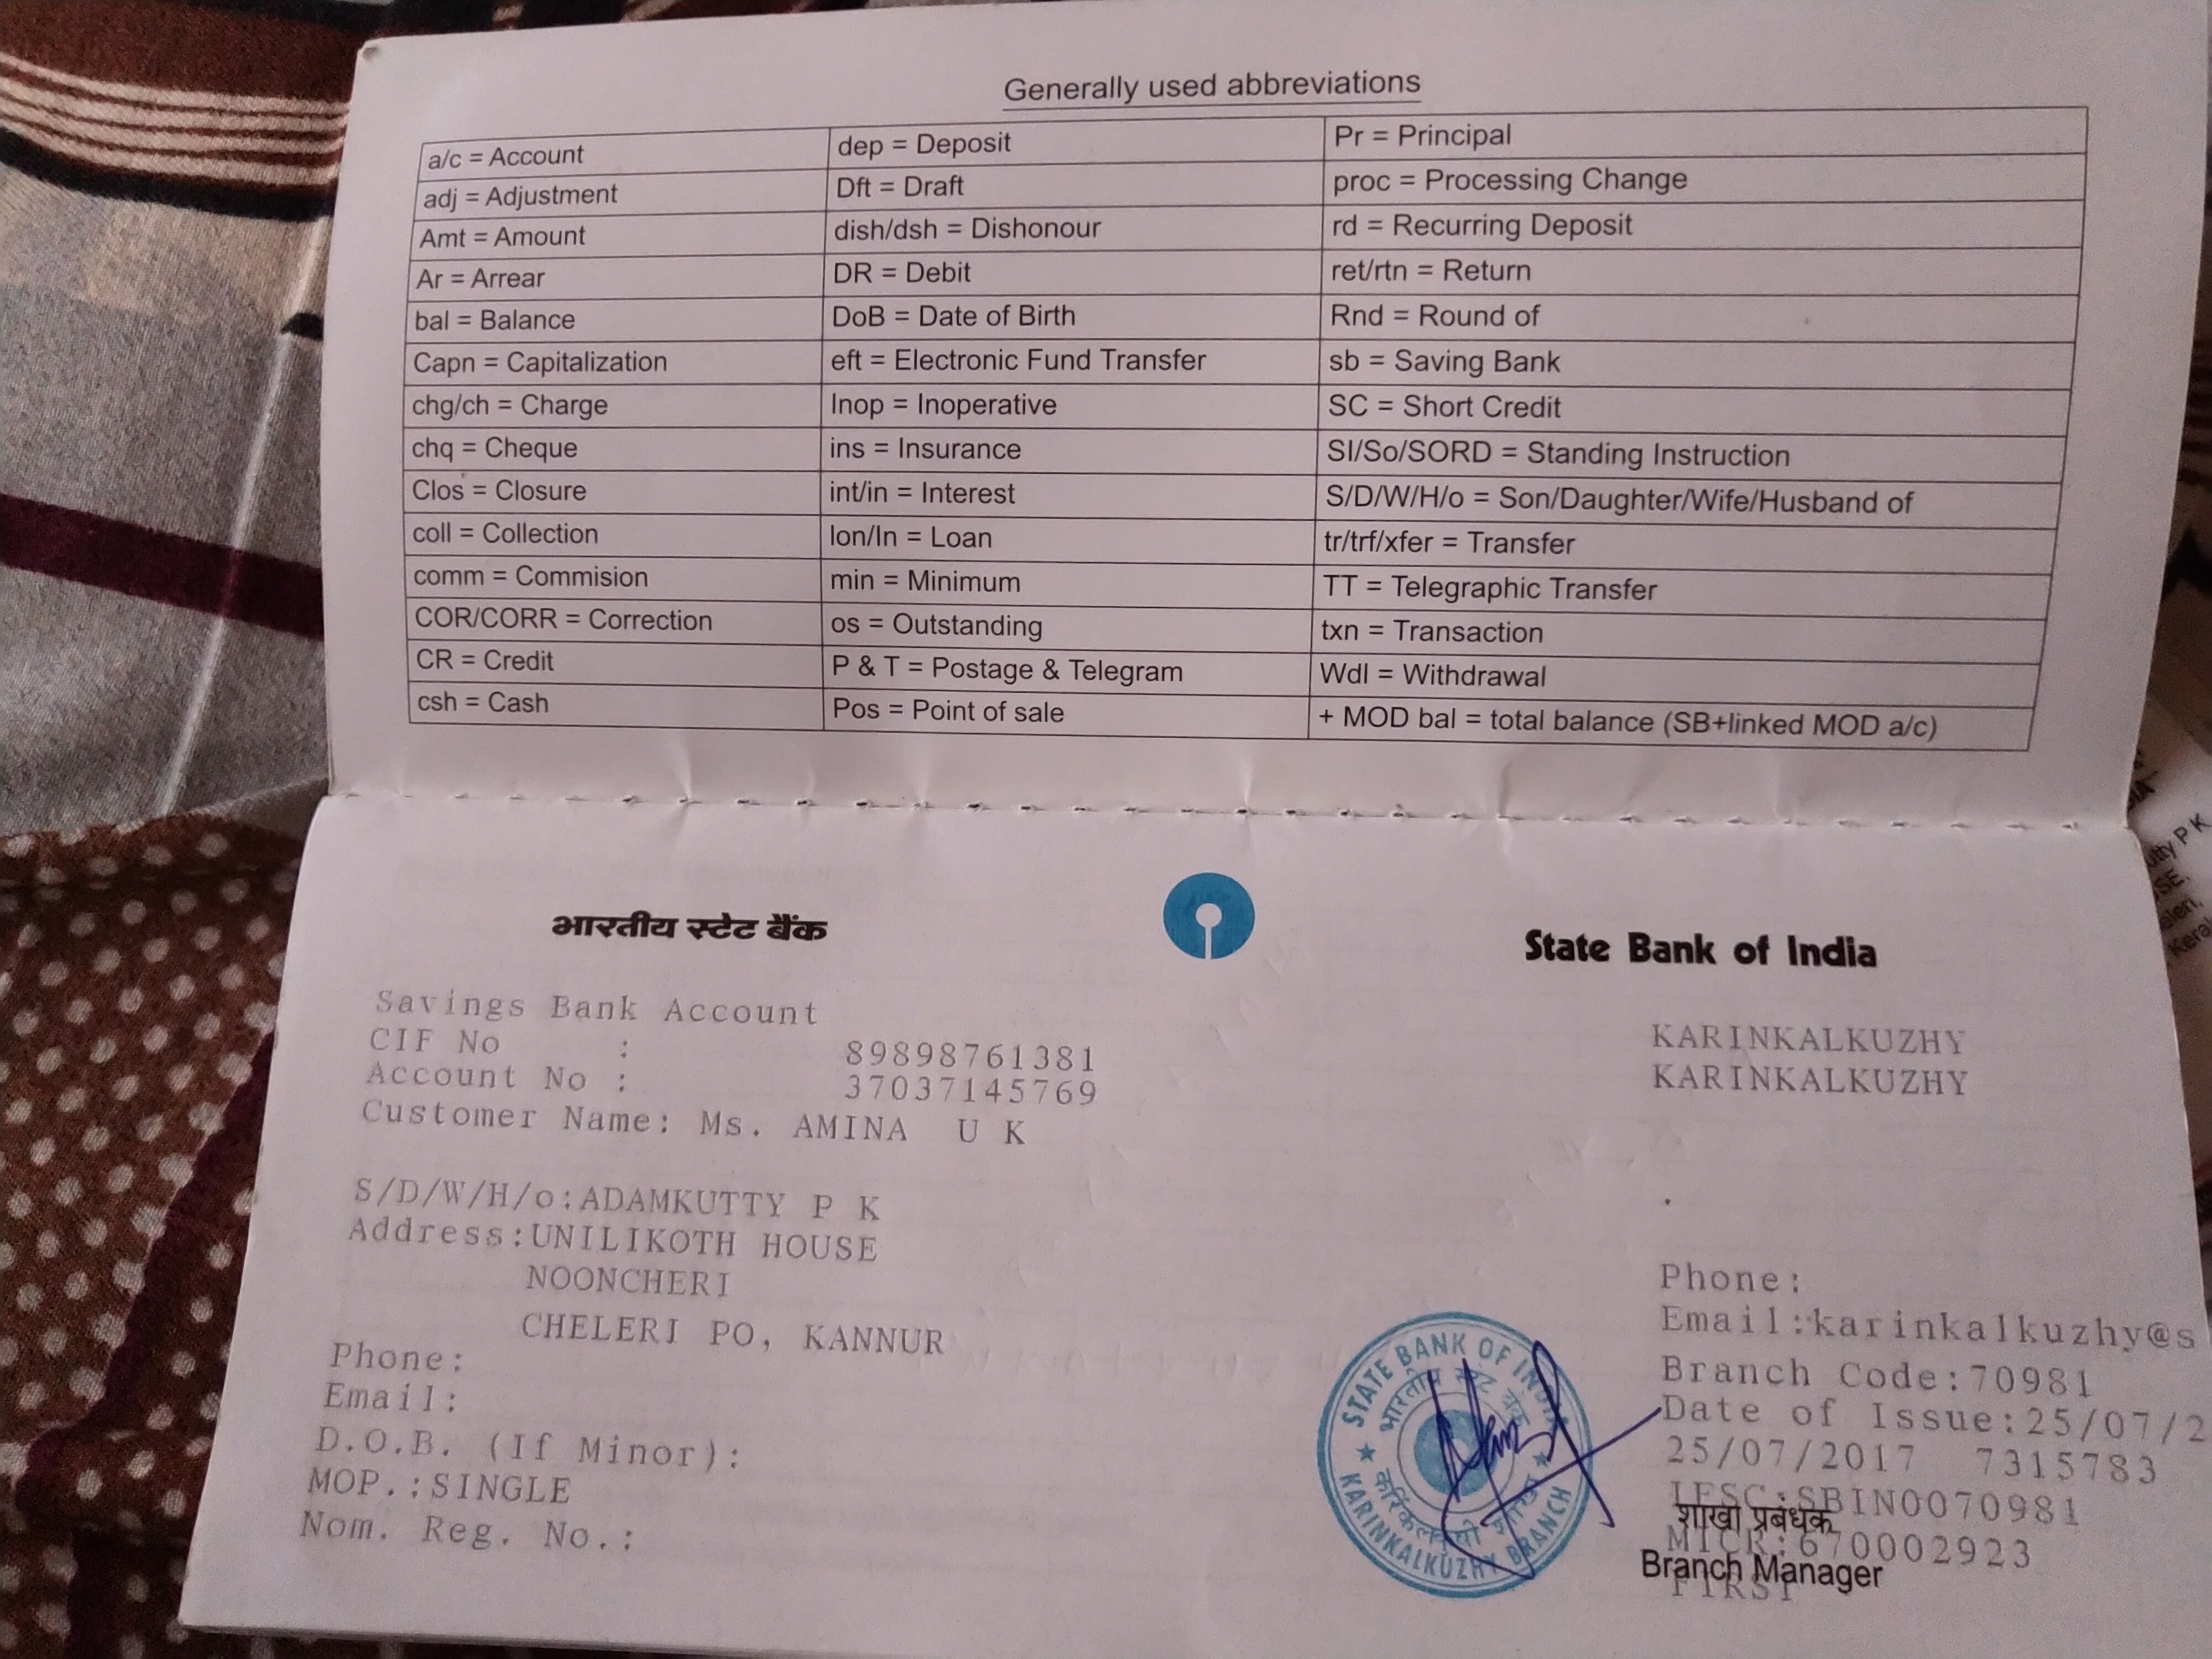 Generally used abbreviations
a/c = Account dep = Deposit Pr = Principal
adj = Adjustment Dft = Draft proc = Processing Change
Amt = Amount dish/dsh = Dishonour rd = Recurring Deposit
Ar = Arrear DR = Debit ret/rtn = Return
bal = Balance DoB = Date of Birth Rnd = Round of
Capn = Capitalization eft = Electronic Fund Transfer sb = Saving Bank
chg/ch = Charge Inop = Inoperative SC = Short Credit
chq = Cheque ins = Insurance SI/So/SORD = Standing Instruction
Clos = Closure int/in = Interest S/D/W/H/o = Son/Daughter/Wife/Husband of
coll = Collection lon/ln = Loan tr/trf/xfer = Transfer
comm = Commision min = Minimum TT = Telegraphic Transfer
COR/CORR = Correction os = Outstanding txn = Transaction
CR = Credit P & T = Postage & Telegram Wdl = Withdrawal
csh = Cash Pos = Point of sale + MOD bal = total balance (SB+linked MOD a/c)
भारतीय स्टेट बैंक State Bank of India
Savings Bank Account
CIF No : 89898761381 KARINKALKUZHY
Account No : 37037145769 KARINKALKUZHY
Customer Name: Ms. AMINA U K
S/D/W/H/o:ADAMKUTTY P K
Address:UNILIKOTH HOUSE
NOONCHERI
CHELERI PO, KANNUR
Phone:
Email:
D.O.B. (If Minor):
MOP.:SINGLE
Nom. Reg. No.:
Phone:
Email:karinkalkuzhy@s
Branch Code:70981
Date of Issue:25/07/2
25/07/2017 7315783
IFSC:SBIN0070981
MICR:670002923
शाखा प्रबंधक
Branch Manager
STATE BANK OF INDIA
KARINKALKUZHY BRANCH